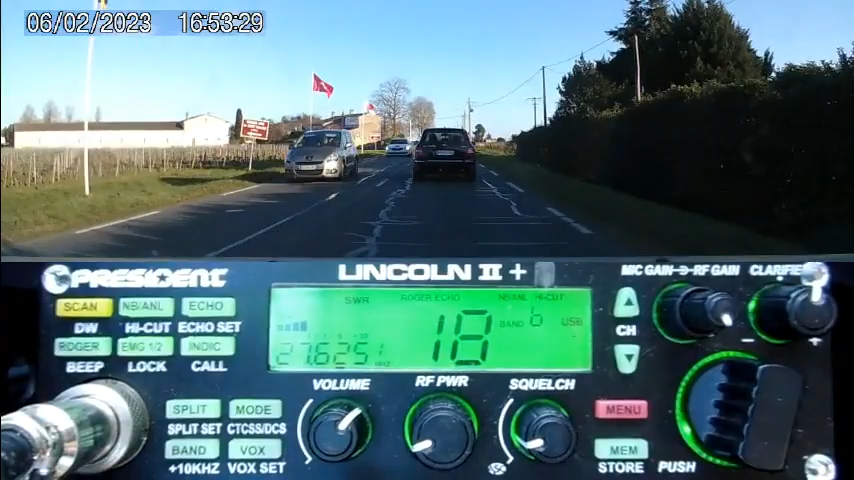 06/02/2023 16:53:29
PRESIDENT LINCOLN II + MIC GAIN RF GAIN CLARIFIER
SCAN NB/ANL ECHO
DW HI-CUT ECHO SET
ROGER EMG 1/2 INDIC
BEEP LOCK CALL
SWR ROGER ECHO NB/ANL HI-CUT
18 BAND b USB
27.625
CH
VOLUME RF PWR SQUELCH
SPLIT MODE
SPLIT SET CTCSS/DCS
BAND VOX
+10KHZ VOX SET
MENU
MEM
STORE PUSH
- +